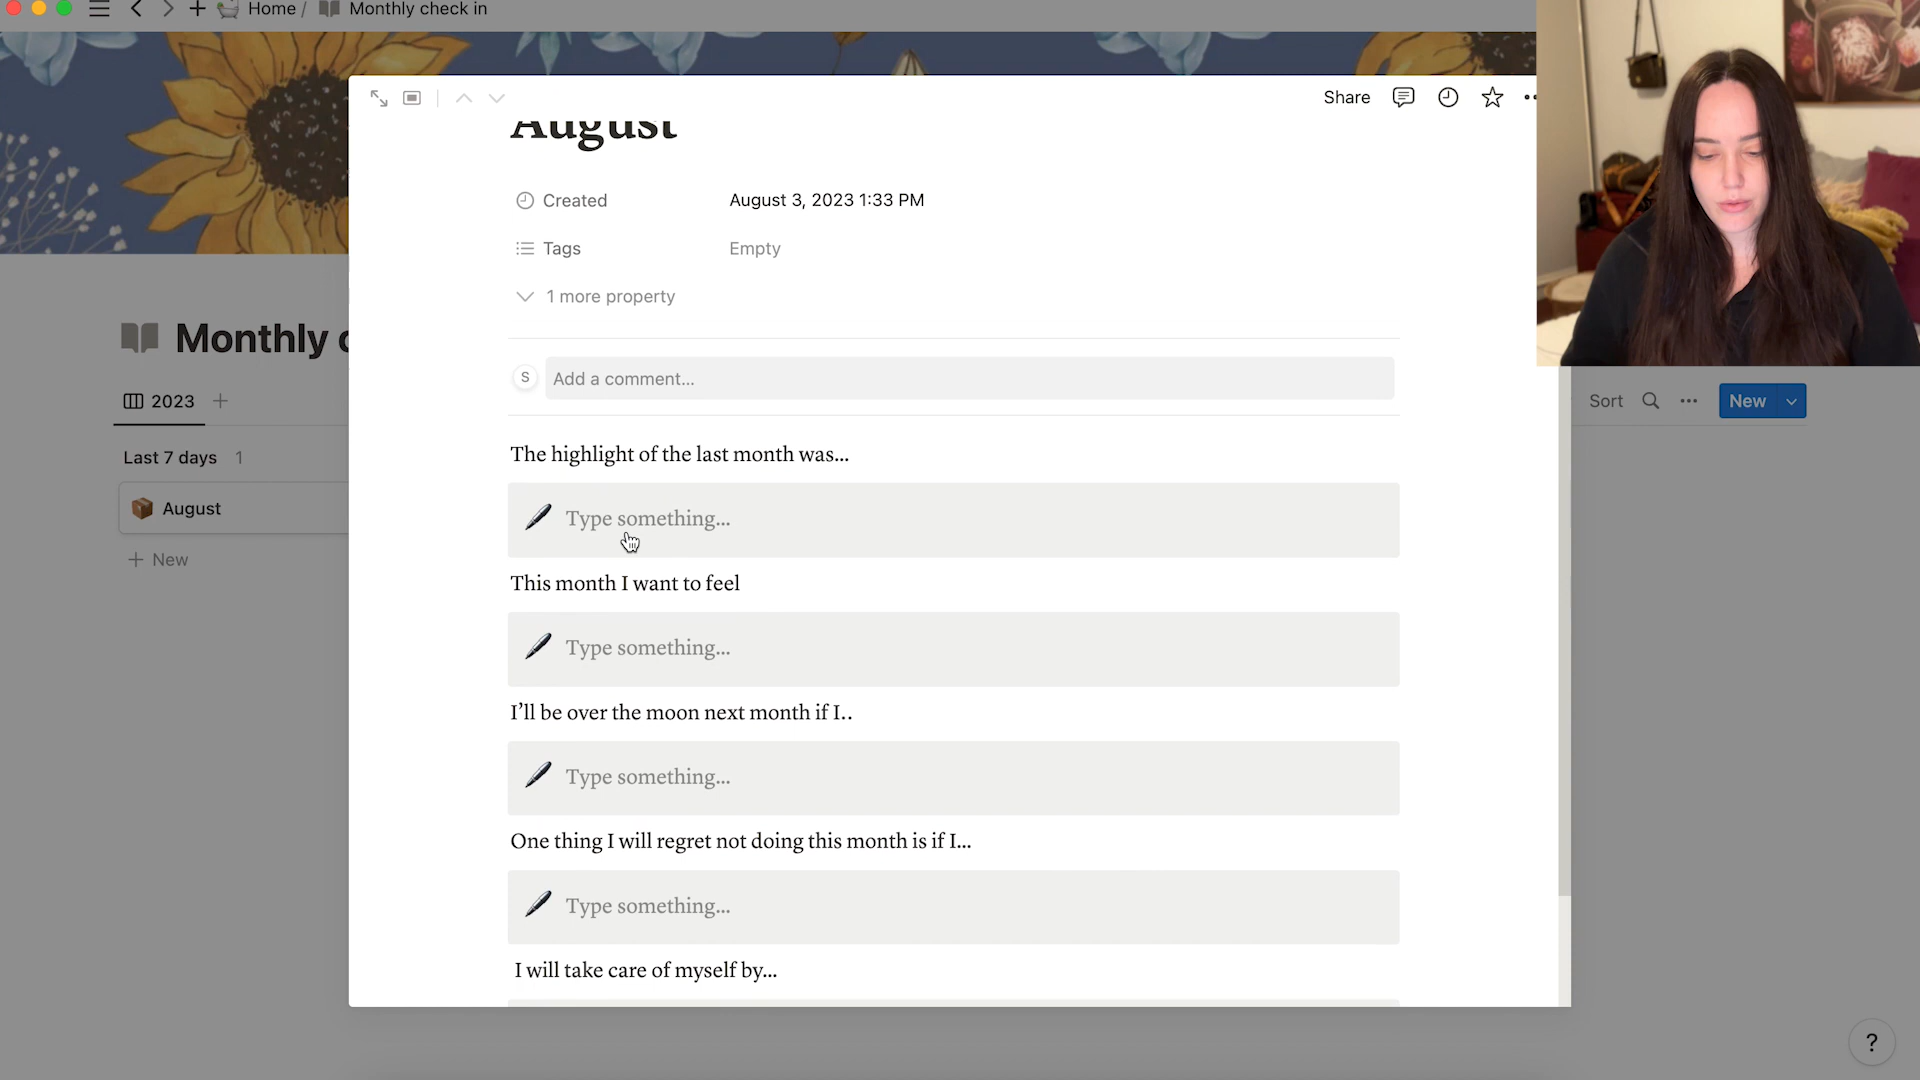 Home / Monthly check in
Share
August
Created August 3, 2023 1:33 PM
Tags Empty
1 more property
S Add a comment...
Monthly c
2023
Sort
New
Last 7 days 1
August
New
The highlight of the last month was...
Type something...
This month I want to feel
Type something...
I’ll be over the moon next month if I..
Type something...
One thing I will regret not doing this month is if I...
Type something...
I will take care of myself by...
?